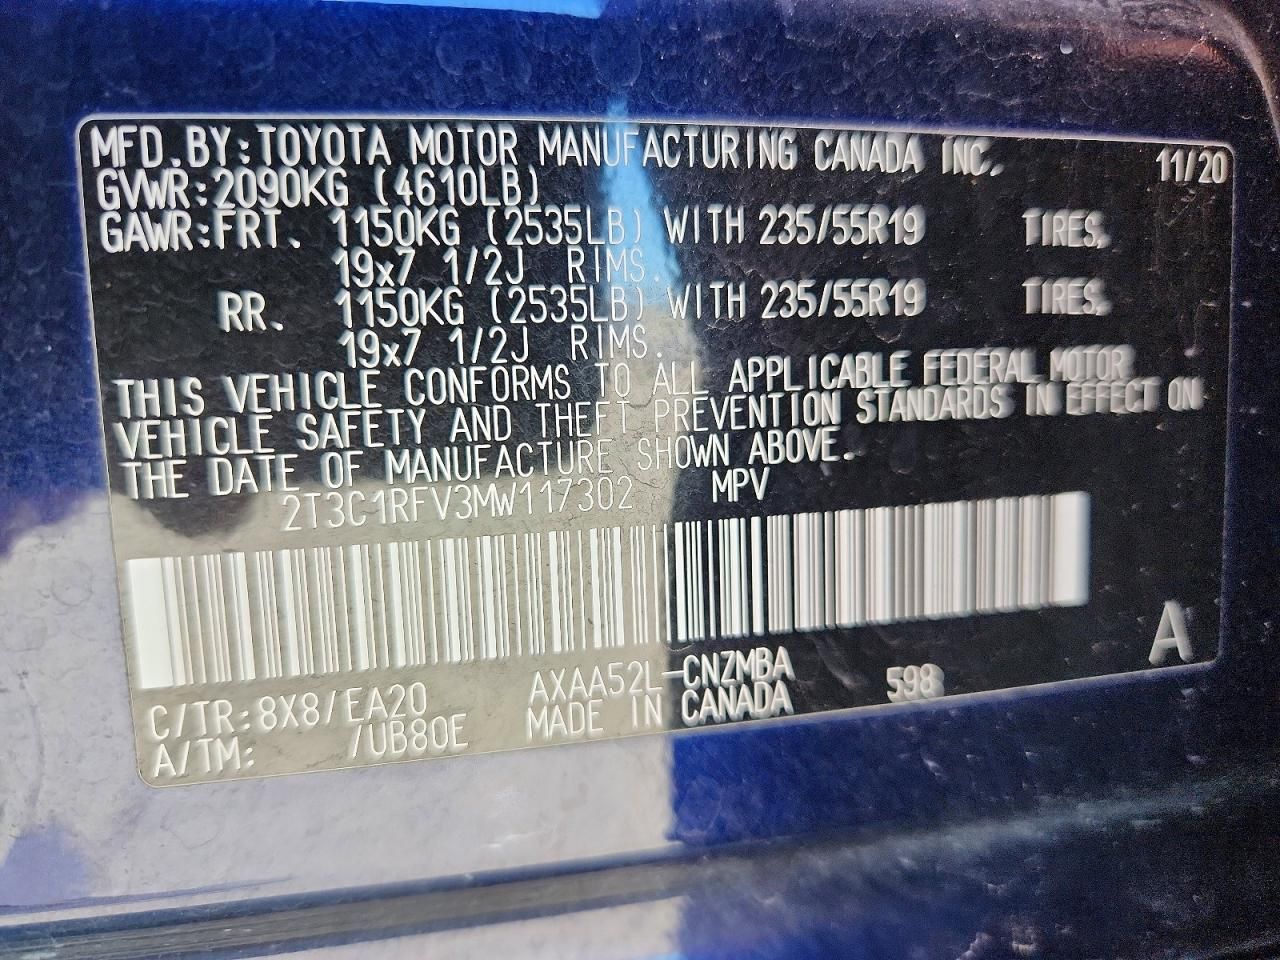 MFD.BY:TOYOTA MOTOR MANUFACTURING CANADA INC. 11/20
GVWR:2090KG (4610LB)
GAWR:FRT. 1150KG (2535LB) WITH 235/55R19 TIRES,
19x7 1/2J RIMS.
RR. 1150KG (2535LB) WITH 235/55R19 TIRES,
19x7 1/2J RIMS.
THIS VEHICLE CONFORMS TO ALL APPLICABLE FEDERAL MOTOR
VEHICLE SAFETY AND THEFT PREVENTION STANDARDS IN EFFECT ON
THE DATE OF MANUFACTURE SHOWN ABOVE.
2T3C1RFV3MW117302 MPV
A
C/TR:8X8/EA20 AXAA52L-CNZMBA 598
A/TM: /UB80E MADE IN CANADA